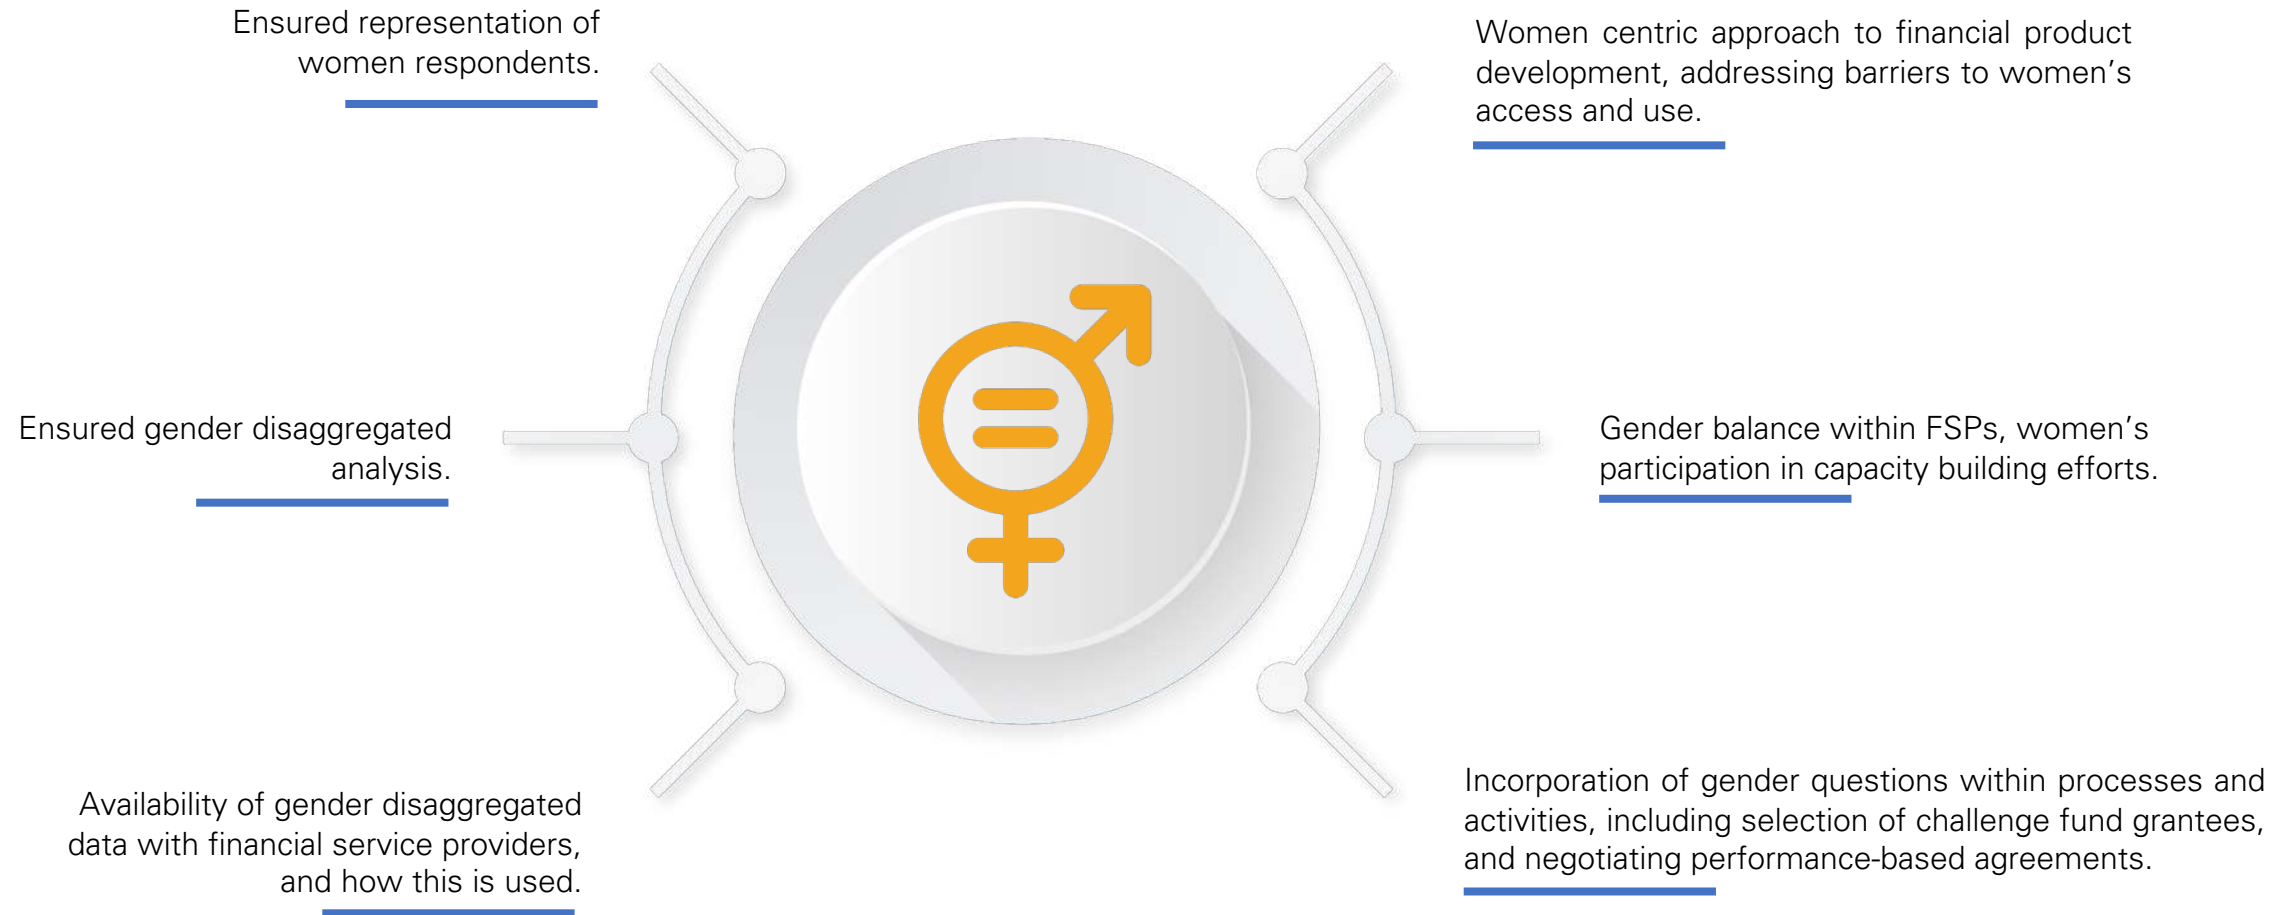 Ensured representation of
women respondents.
Ensured gender disaggregated
analysis.
Availability of gender disaggregated
data with financial service providers,
and how this is used.
Women centric approach to financial product
development, addressing barriers to women’s
access and use.
Gender balance within FSPs, women’s
participation in capacity building efforts.
Incorporation of gender questions within processes and
activities, including selection of challenge fund grantees,
and negotiating performance-based agreements.